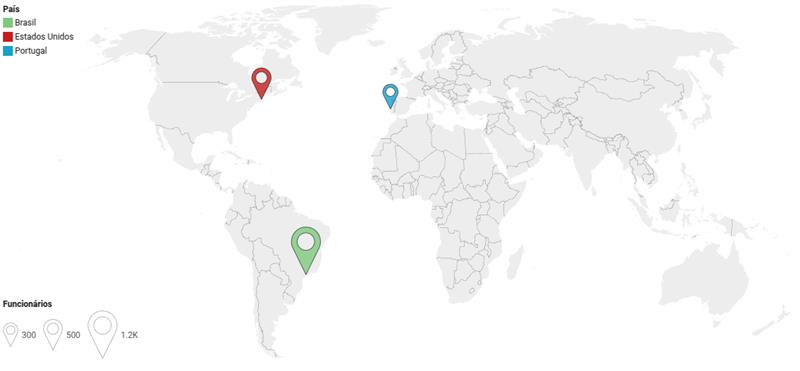 País
Brasil
Estados Unidos
Portugal
Funcionários
300 500 1.2K